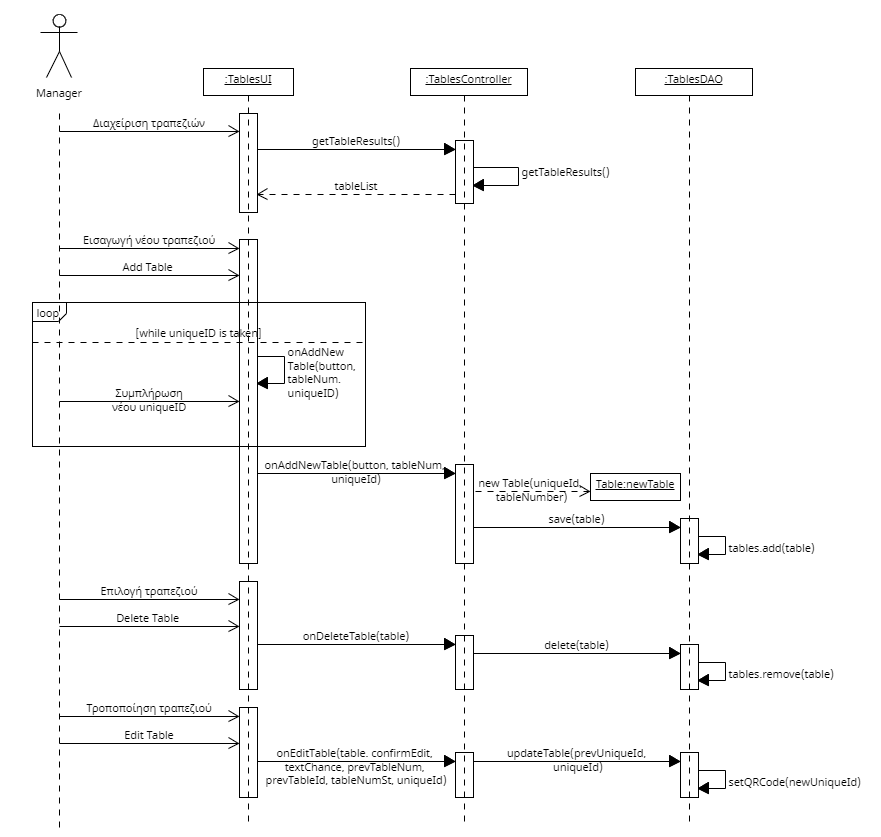 Manager
:TablesUI
:TablesController
:TablesDAO
Διαχείριση τραπεζιών
getTableResults()
getTableResults()
tableList
Εισαγωγή νέου τραπεζιού
Add Table
loop
[while uniqueID is taken]
onAddNew
Table(button,
tableNum.
uniqueID)
Συμπλήρωση
νέου uniqueID
onAddNewTable(button, tableNum,
uniqueId)
new Table(uniqueId,
tableNumber)
Table:newTable
save(table)
tables.add(table)
Επιλογή τραπεζιού
Delete Table
onDeleteTable(table)
delete(table)
tables.remove(table)
Τροποποίηση τραπεζιού
Edit Table
onEditTable(table. confirmEdit,
textChance, prevTableNum,
prevTableId, tableNumSt, uniqueId)
updateTable(prevUniqueId,
uniqueId)
setQRCode(newUniqueId)